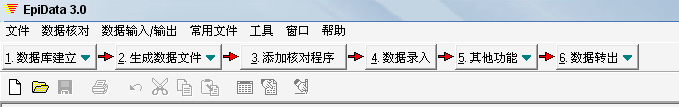 EpiData 3.0
文件 数据核对 数据输入/输出 常用文件 工具 窗口 帮助
1. 数据库建立 2. 生成数据文件 3. 添加核对程序 4. 数据录入 5. 其他功能 6. 数据转出